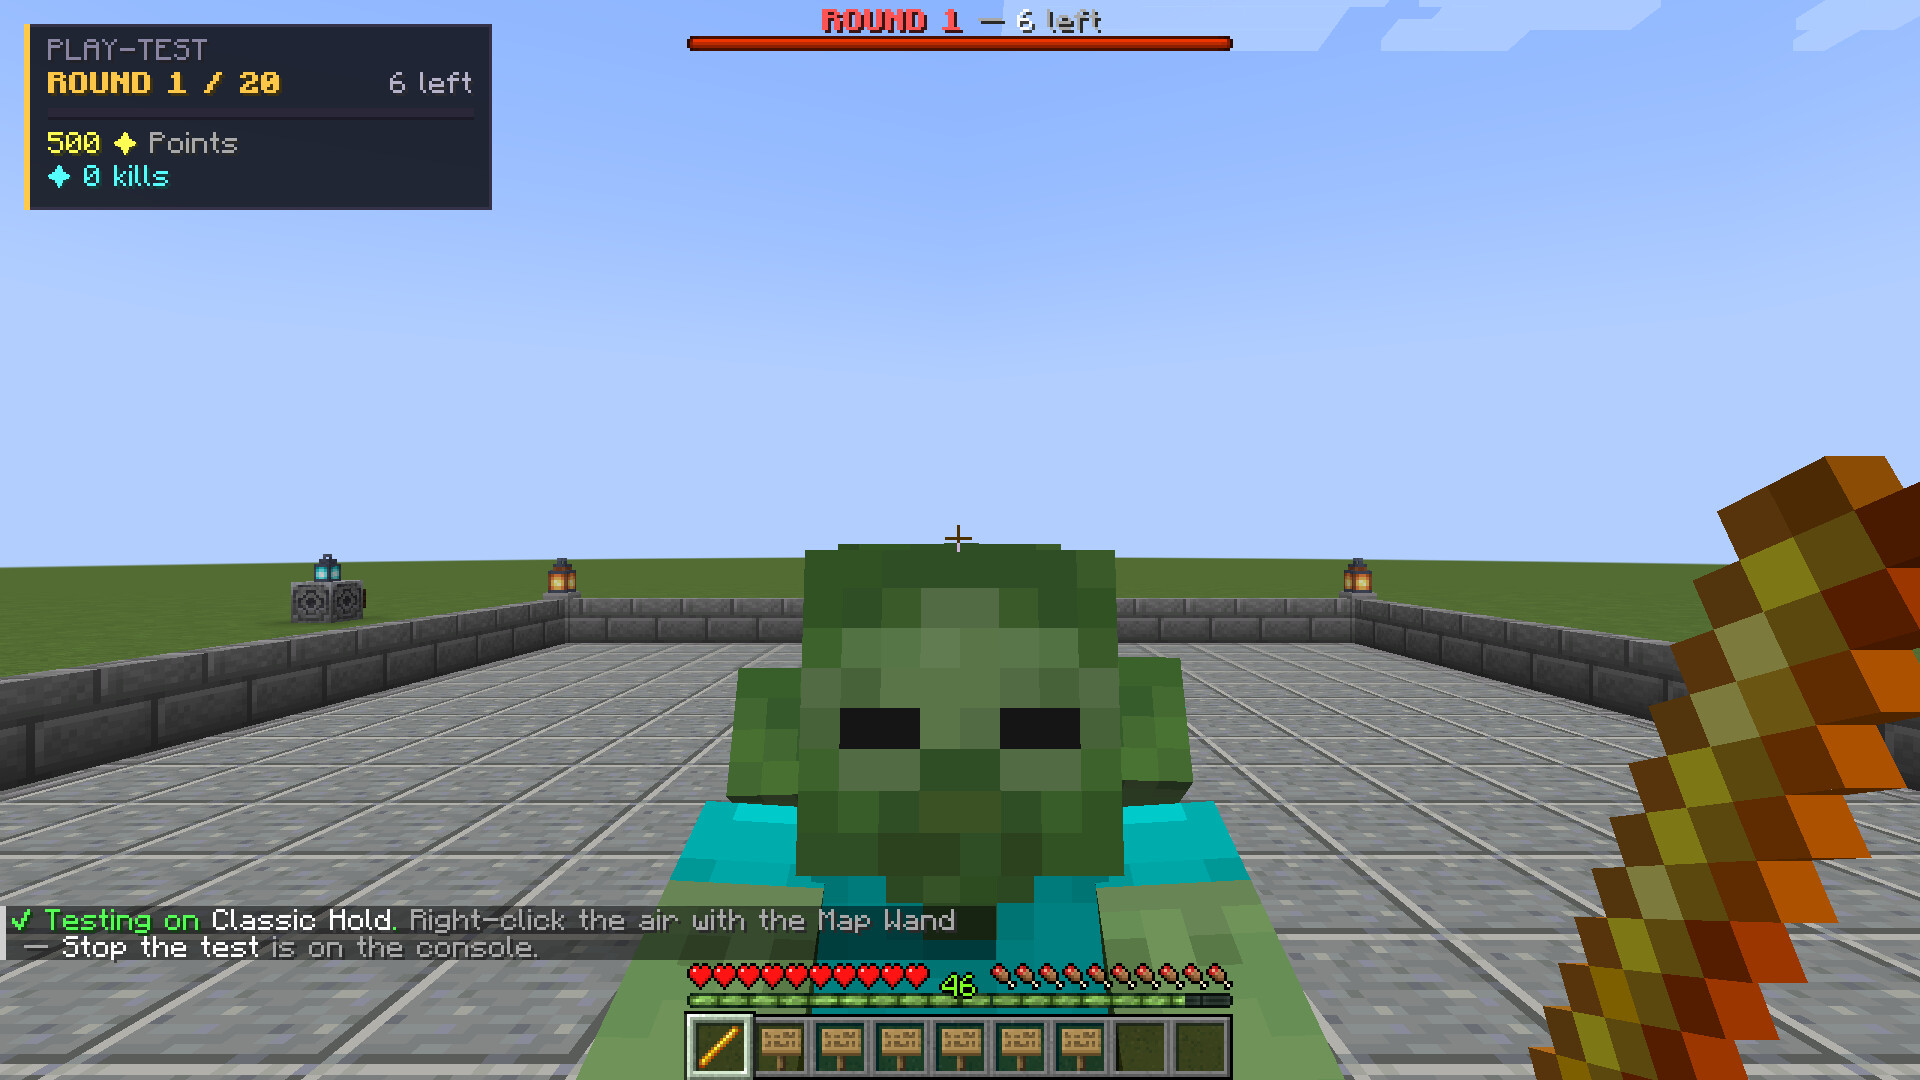 ROUND 1 — 6 left
PLAY-TEST
ROUND 1 / 20 6 left
500 ✦ Points
✦ 0 kills
✔ Testing on Classic Hold. Right-click the air with the Map Wand
— Stop the test is on the console.
46